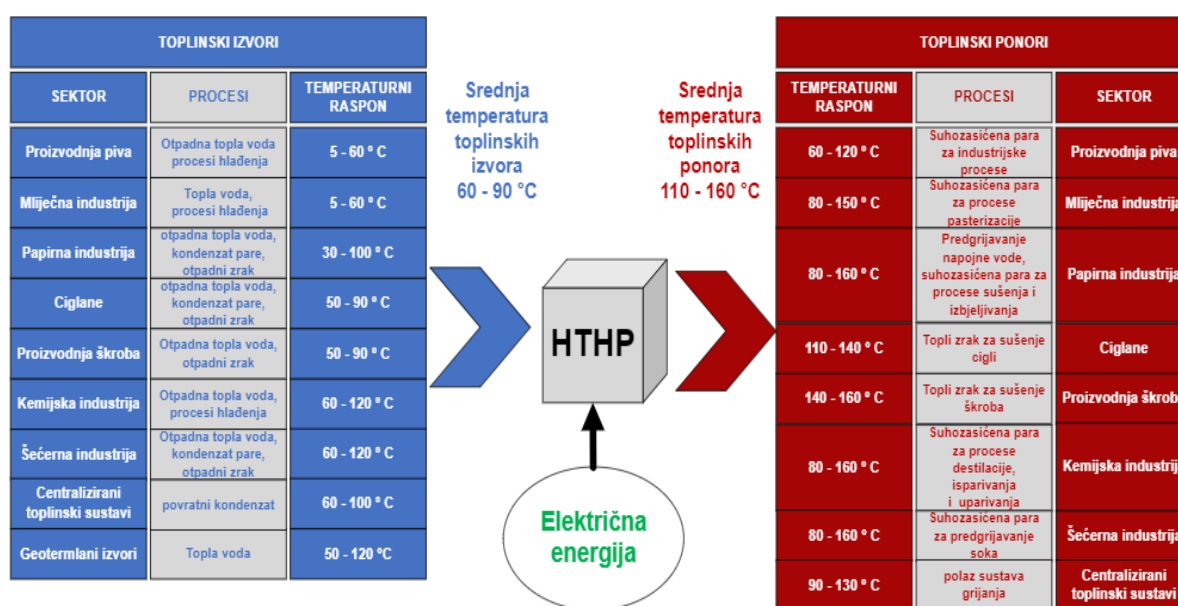 TOPLINSKI IZVORI
SEKTOR
PROCESI
TEMPERATURNI
RASPON
Proizvodnja piva
Otpadna topla voda
procesi hlađenja
5 - 60 º C
Mliječna industrija
Topla voda,
procesi hlađenja
5 - 60 º C
Papirna industrija
otpadna topla voda,
kondenzat pare,
otpadni zrak
30 - 100 º C
Ciglane
otpadna topla voda,
kondenzat pare,
otpadni zrak
50 - 90 º C
Proizvodnja škroba
Otpadna topla voda,
otpadni zrak
50 - 90 º C
Kemijska industrija
Otpadna topla voda,
procesi hlađenja
60 - 120 º C
Šećerna industrija
Otpadna topla voda,
kondenzat pare,
otpadni zrak
60 - 120 º C
Centralizirani
toplinski sustavi
povratni kondenzat
60 - 100 º C
Geotermlani izvori
Topla voda
50 - 120 ºC
Srednja
temperatura
toplinskih
izvora
60 - 90 °C
HTHP
Električna
energija
Srednja
temperatura
toplinskih
ponora
110 - 160 °C
TOPLINSKI PONORI
TEMPERATURNI
RASPON
PROCESI
SEKTOR
60 - 120 º C
Suhozasićena para
za industrijske
procese
Proizvodnja piva
80 - 150 º C
Suhozasićena para
za procese
pasterizacije
Mliječna industrija
80 - 160 º C
Predgrijavanje
napojne vode,
suhozasićena para za
procese sušenja i
izbjeljivanja
Papirna industrija
110 - 140 º C
Topli zrak za sušenje
cigli
Ciglane
140 - 160 º C
Topli zrak za sušenje
škroba
Proizvodnja škrob
80 - 160 º C
Suhozasićena para
za procese
destilacije,
isparivanja
i uparivanja
Kemijska industrij
80 - 160 º C
Suhozasićena para
za predgrijavanje
soka
Šećerna industrija
90 - 130 º C
polaz sustava
grijanja
Centralizirani
toplinski sustavi